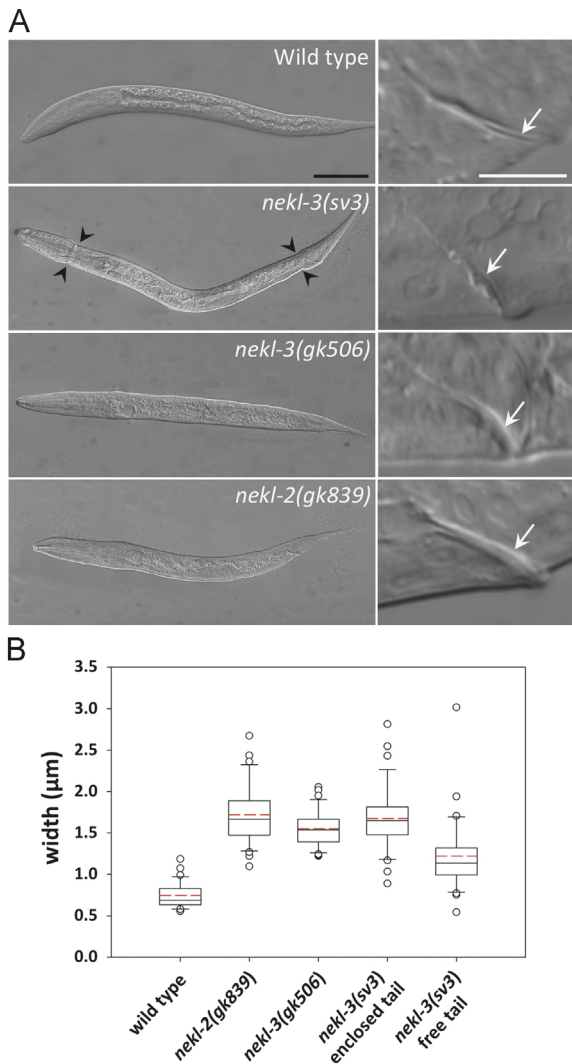 A
Wild type
nekl-3(sv3)
nekl-3(gk506)
nekl-2(gk839)
B
3.5
3.0
2.5
2.0
1.5
1.0
0.5
0.0
width (μm)
wild type
nekl-2(gk839)
nekl-3(gk506)
nekl-3(sv3)
enclosed tail
nekl-3(sv3)
free tail